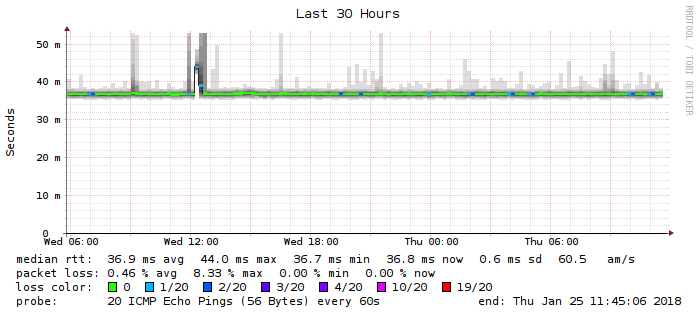 Last 30 Hours
RRDTOOL / TOBI OETIKER
Seconds
50 m
40 m
30 m
20 m
10 m
0
Wed 06:00 Wed 12:00 Wed 18:00 Thu 00:00 Thu 06:00
median rtt: 36.9 ms avg 44.0 ms max 36.7 ms min 36.8 ms now 0.6 ms sd 60.5 am/s
packet loss: 0.46 % avg 8.33 % max 0.00 % min 0.00 % now
loss color: 0 1/20 2/20 3/20 4/20 10/20 19/20
probe: 20 ICMP Echo Pings (56 Bytes) every 60s end: Thu Jan 25 11:45:06 2018